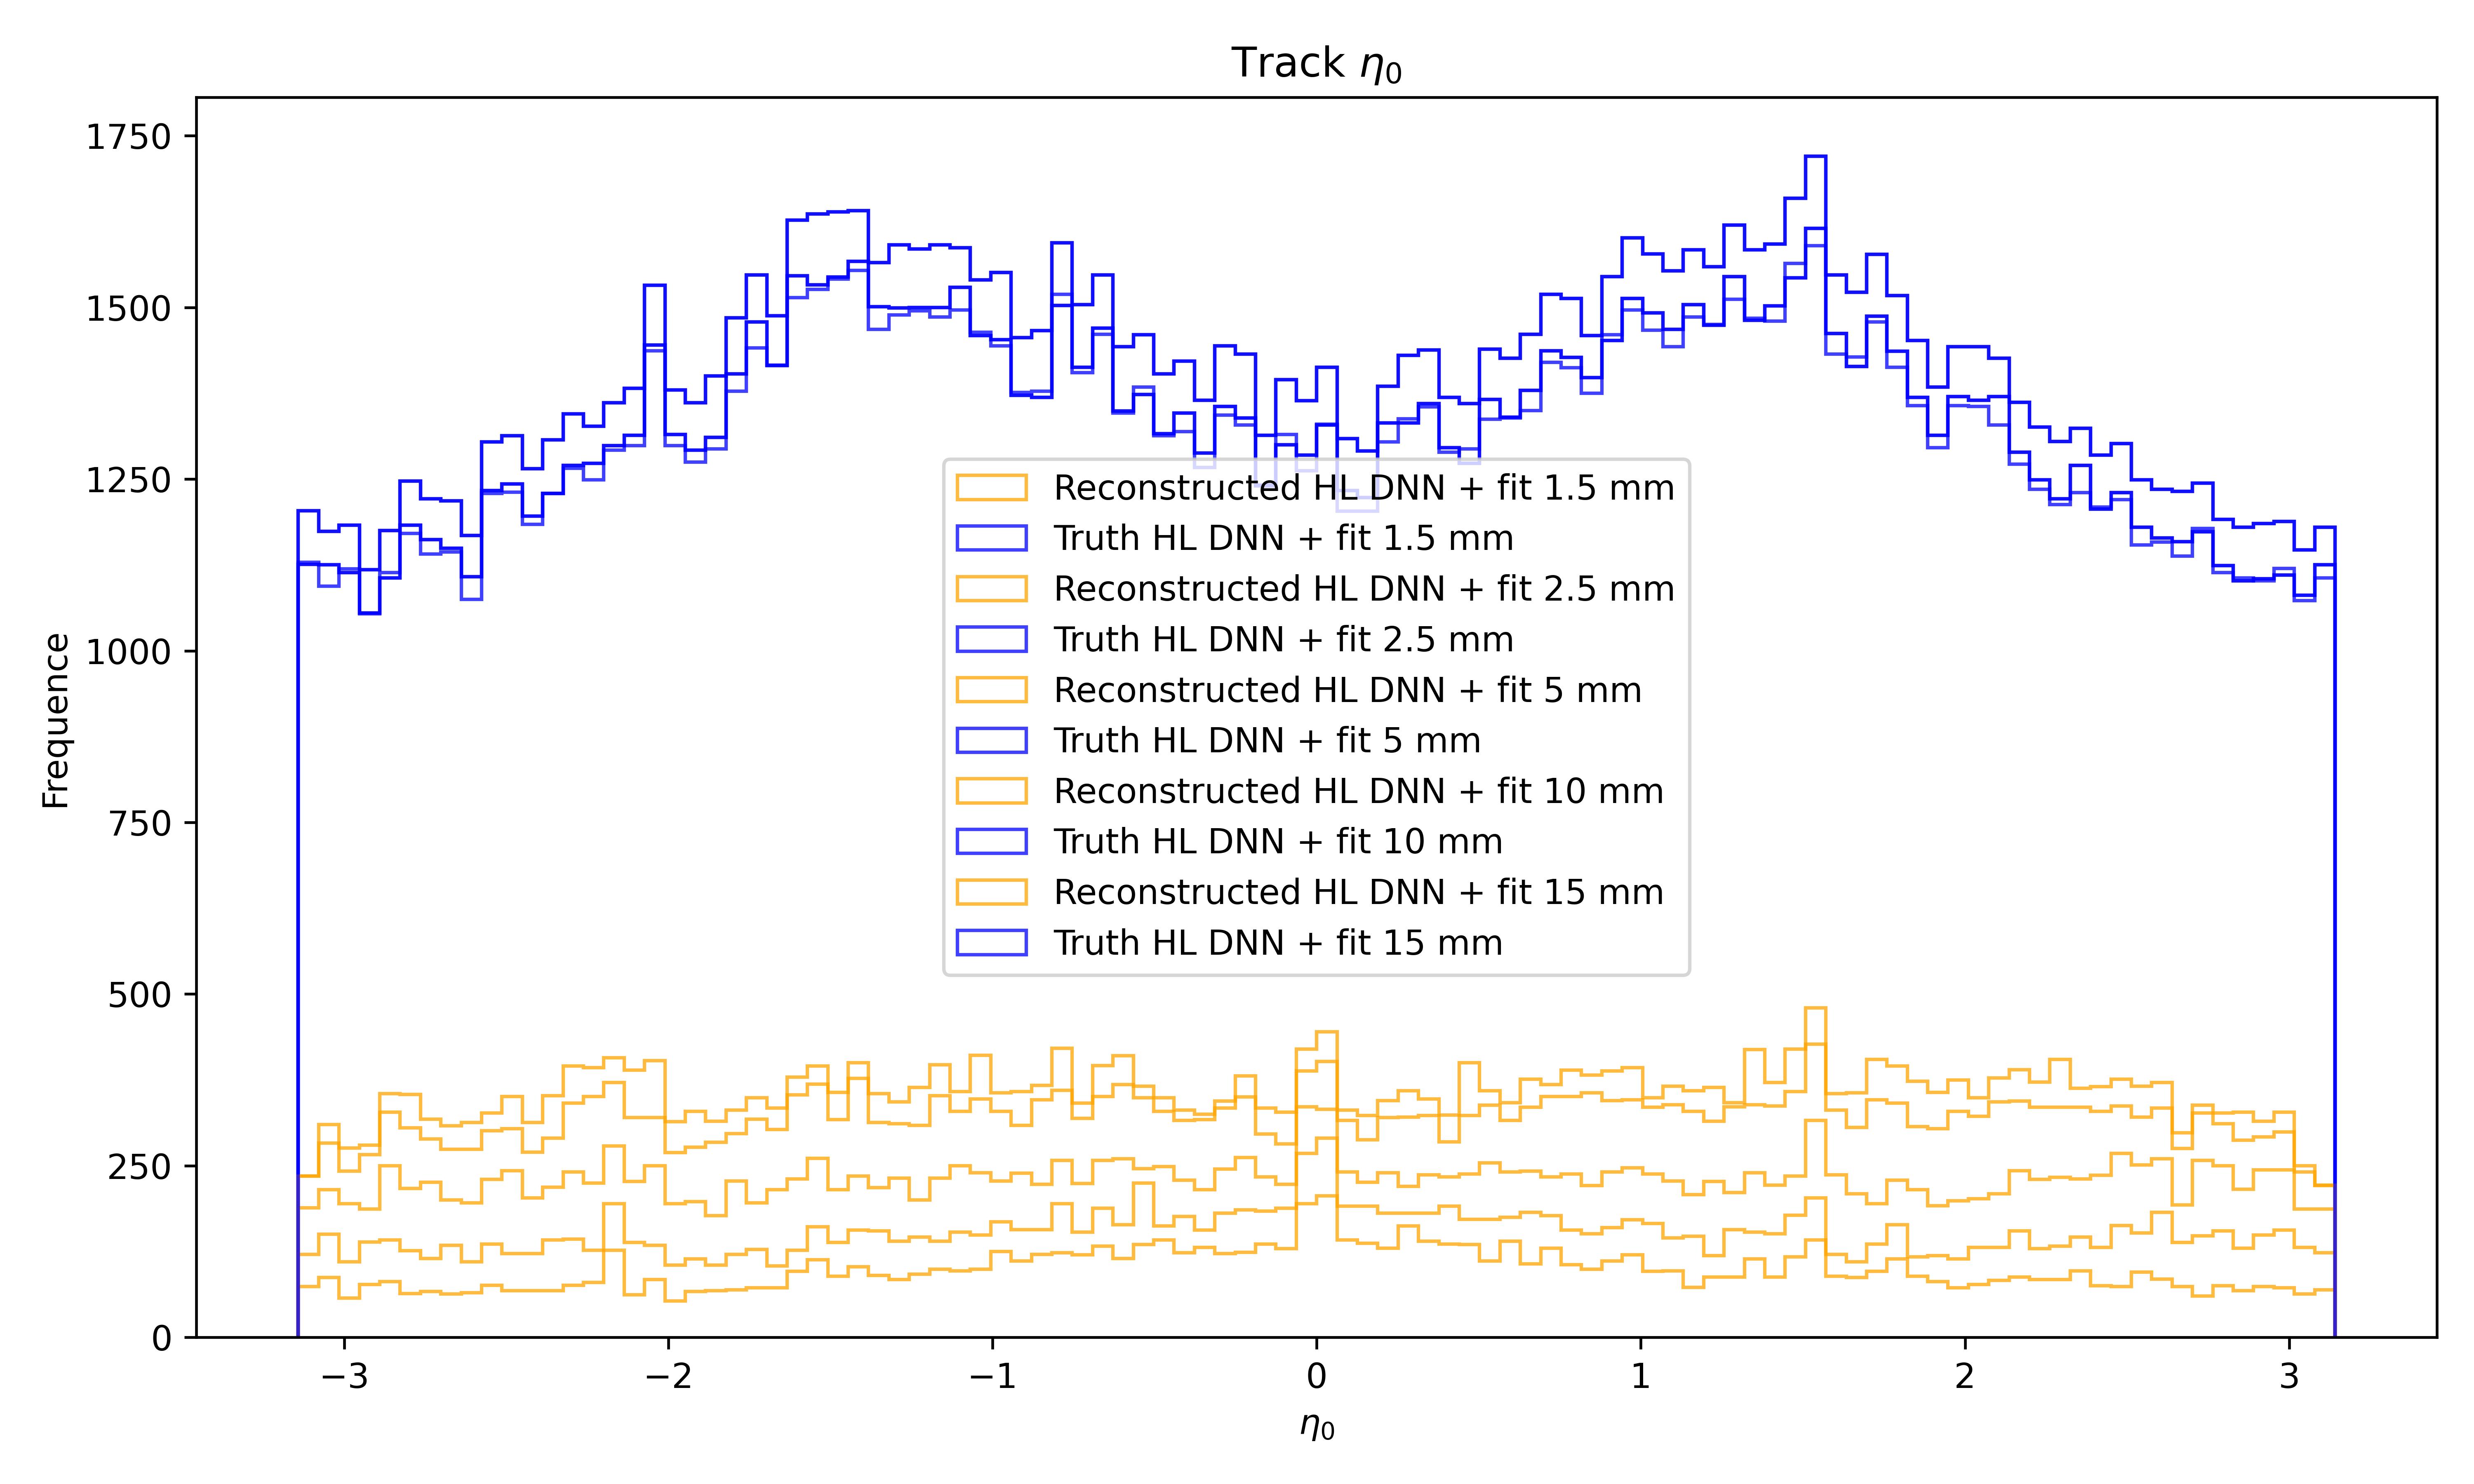 Track η₀
Frequence
1750
1500
1250
1000
750
500
250
0
Reconstructed HL DNN + fit 1.5 mm
Truth HL DNN + fit 1.5 mm
Reconstructed HL DNN + fit 2.5 mm
Truth HL DNN + fit 2.5 mm
Reconstructed HL DNN + fit 5 mm
Truth HL DNN + fit 5 mm
Reconstructed HL DNN + fit 10 mm
Truth HL DNN + fit 10 mm
Reconstructed HL DNN + fit 15 mm
Truth HL DNN + fit 15 mm
−3 −2 −1 0 1 2 3
η₀